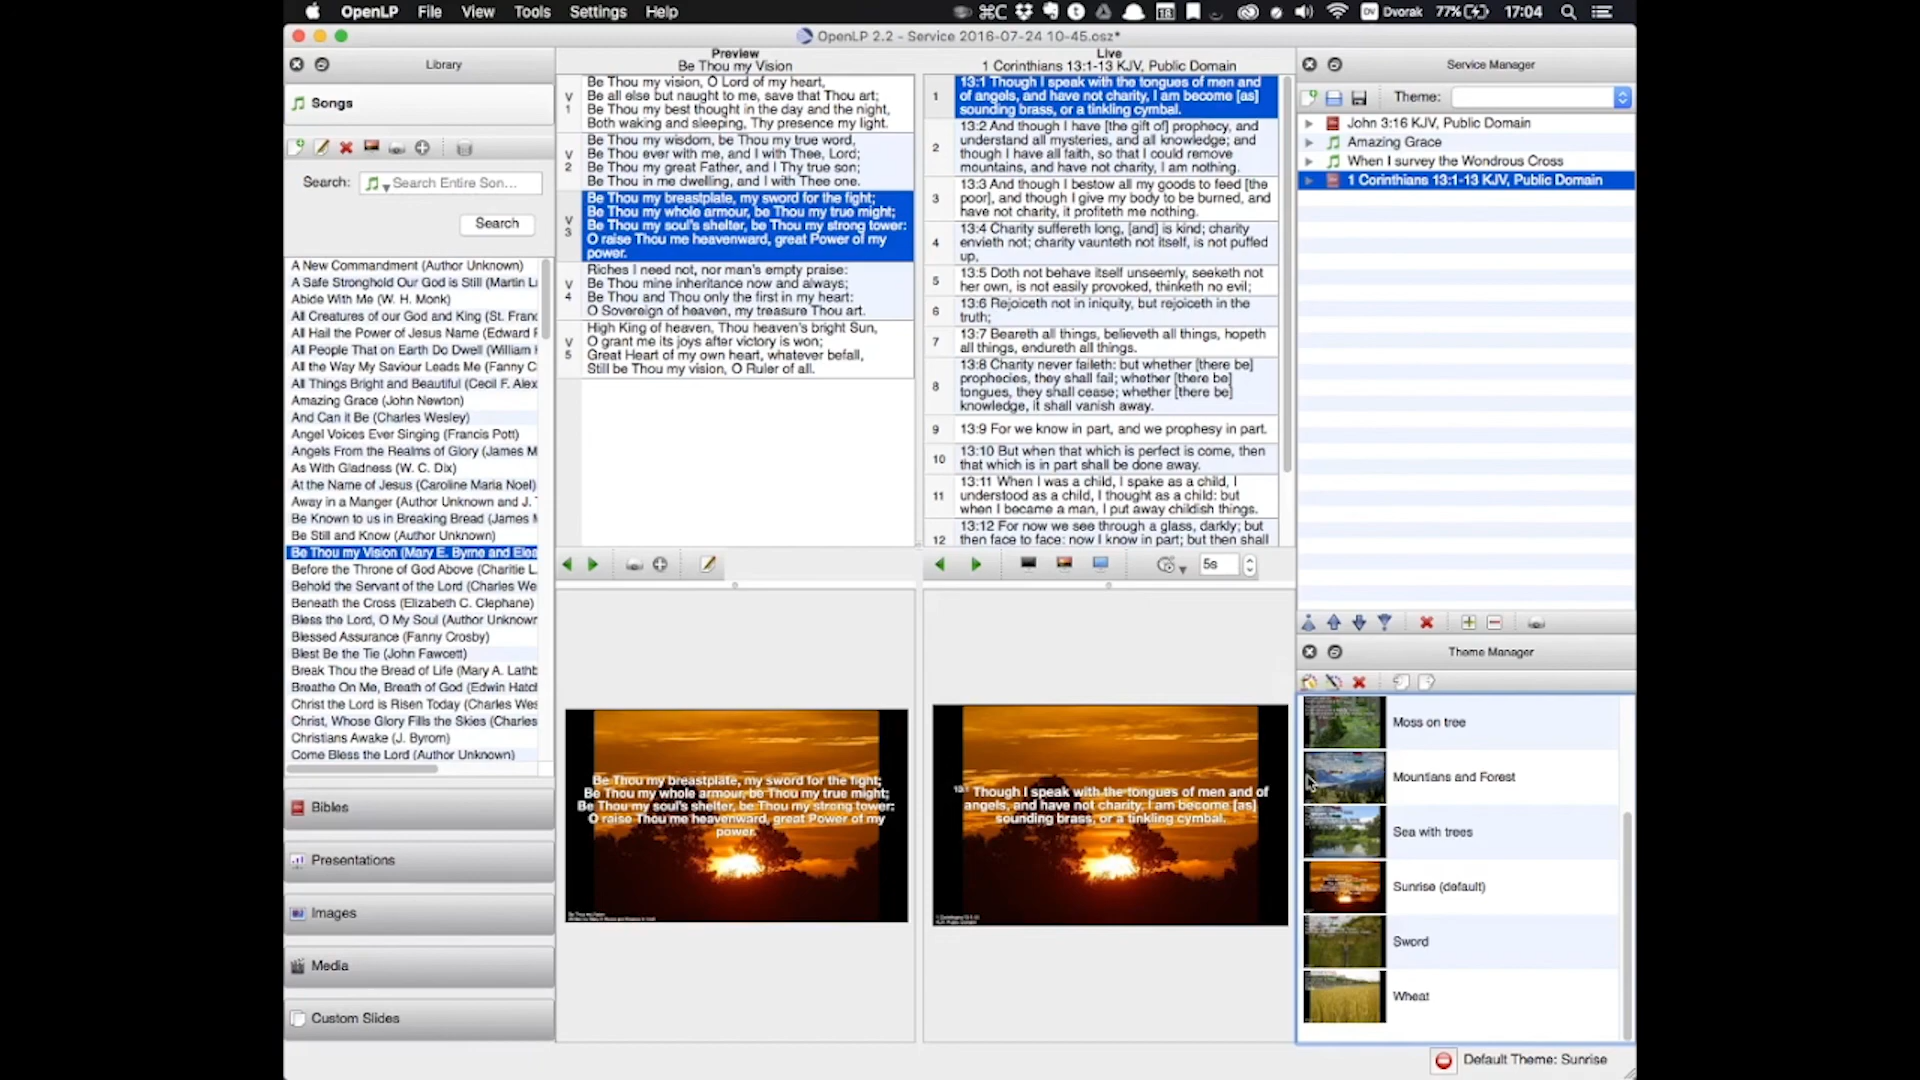 OpenLP File View Tools Settings Help
⌘C 18 DV Dvorak 77% 17:04
OpenLP 2.2 - Service 2016-07-24 10-45.osz*
Library
Songs
Search: Search Entire Son...
Search
A New Commandment (Author Unknown)
A Safe Stronghold Our God is Still (Martin L
Abide With Me (W. H. Monk)
All Creatures of our God and King (St. Franc
All Hail the Power of Jesus Name (Edward P
All People That on Earth Do Dwell (William K
All the Way My Saviour Leads Me (Fanny C
All Things Bright and Beautiful (Cecil F. Alex
Amazing Grace (John Newton)
And Can it Be (Charles Wesley)
Angel Voices Ever Singing (Francis Pott)
Angels From the Realms of Glory (James M
As With Gladness (W. C. Dix)
At the Name of Jesus (Caroline Maria Noel)
Away in a Manger (Author Unknown and J. T
Be Known to us in Breaking Bread (James M
Be Still and Know (Author Unknown)
Be Thou my Vision (Mary E. Byrne and Elea
Before the Throne of God Above (Charitie L.
Behold the Servant of the Lord (Charles We
Beneath the Cross (Elizabeth C. Clephane)
Bless the Lord, O My Soul (Author Unknown
Blessed Assurance (Fanny Crosby)
Blest Be the Tie (John Fawcett)
Break Thou the Bread of Life (Mary A. Lathb
Breathe On Me, Breath of God (Edwin Hatch
Christ the Lord is Risen Today (Charles Wes
Christ, Whose Glory Fills the Skies (Charles
Christians Awake (J. Byrom)
Come Bless the Lord (Author Unknown)
Bibles
Presentations
Images
Media
Custom Slides
Preview
Be Thou my Vision
V1
Be Thou my vision, O Lord of my heart,
Be all else but naught to me, save that Thou art;
Be Thou my best thought in the day and the night,
Both waking and sleeping, Thy presence my light.
V2
Be Thou my wisdom, be Thou my true word,
Be Thou ever with me, and I with Thee, Lord;
Be Thou my great Father, and I Thy true son;
Be Thou in me dwelling, and I with Thee one.
V3
Be Thou my breastplate, my sword for the fight;
Be Thou my whole armour, be Thou my true might;
Be Thou my soul's shelter, be Thou my strong tower:
O raise Thou me heavenward, great Power of my
power.
V4
Riches I need not, nor man's empty praise:
Be Thou mine inheritance now and always;
Be Thou and Thou only the first in my heart:
O Sovereign of heaven, my treasure Thou art.
V5
High King of heaven, Thou heaven's bright Sun,
O grant me its joys after victory is won;
Great Heart of my own heart, whatever befall,
Still be Thou my vision, O Ruler of all.
Be Thou my breastplate, my sword for the fight;
Be Thou my whole armour, be Thou my true might;
Be Thou my soul's shelter, be Thou my strong tower:
O raise Thou me heavenward, great Power of my
power.
Live
1 Corinthians 13:1-13 KJV, Public Domain
1
13:1 Though I speak with the tongues of men and
of angels, and have not charity, I am become [as]
sounding brass, or a tinkling cymbal.
2
13:2 And though I have [the gift of] prophecy, and
understand all mysteries, and all knowledge; and
though I have all faith, so that I could remove
mountains, and have not charity, I am nothing.
3
13:3 And though I bestow all my goods to feed [the
poor], and though I give my body to be burned, and
have not charity, it profiteth me nothing.
4
13:4 Charity suffereth long, [and] is kind; charity
envieth not; charity vaunteth not itself, is not puffed
up,
5
13:5 Doth not behave itself unseemly, seeketh not
her own, is not easily provoked, thinketh no evil;
6
13:6 Rejoiceth not in iniquity, but rejoiceth in the
truth;
7
13:7 Beareth all things, believeth all things, hopeth
all things, endureth all things.
8
13:8 Charity never faileth: but whether [there be]
prophecies, they shall fail; whether [there be]
tongues, they shall cease; whether [there be]
knowledge, it shall vanish away.
9
13:9 For we know in part, and we prophesy in part.
10
13:10 But when that which is perfect is come, then
that which is in part shall be done away.
11
13:11 When I was a child, I spake as a child, I
understood as a child, I thought as a child: but
when I became a man, I put away childish things.
12
13:12 For now we see through a glass, darkly; but
then face to face: now I know in part; but then shall
5s
Though I speak with the tongues of men and of
angels, and have not charity, I am become [as]
sounding brass, or a tinkling cymbal.
Service Manager
Theme:
John 3:16 KJV, Public Domain
Amazing Grace
When I survey the Wondrous Cross
1 Corinthians 13:1-13 KJV, Public Domain
Theme Manager
Moss on tree
Mountians and Forest
Sea with trees
Sunrise (default)
Sword
Wheat
Default Theme: Sunrise